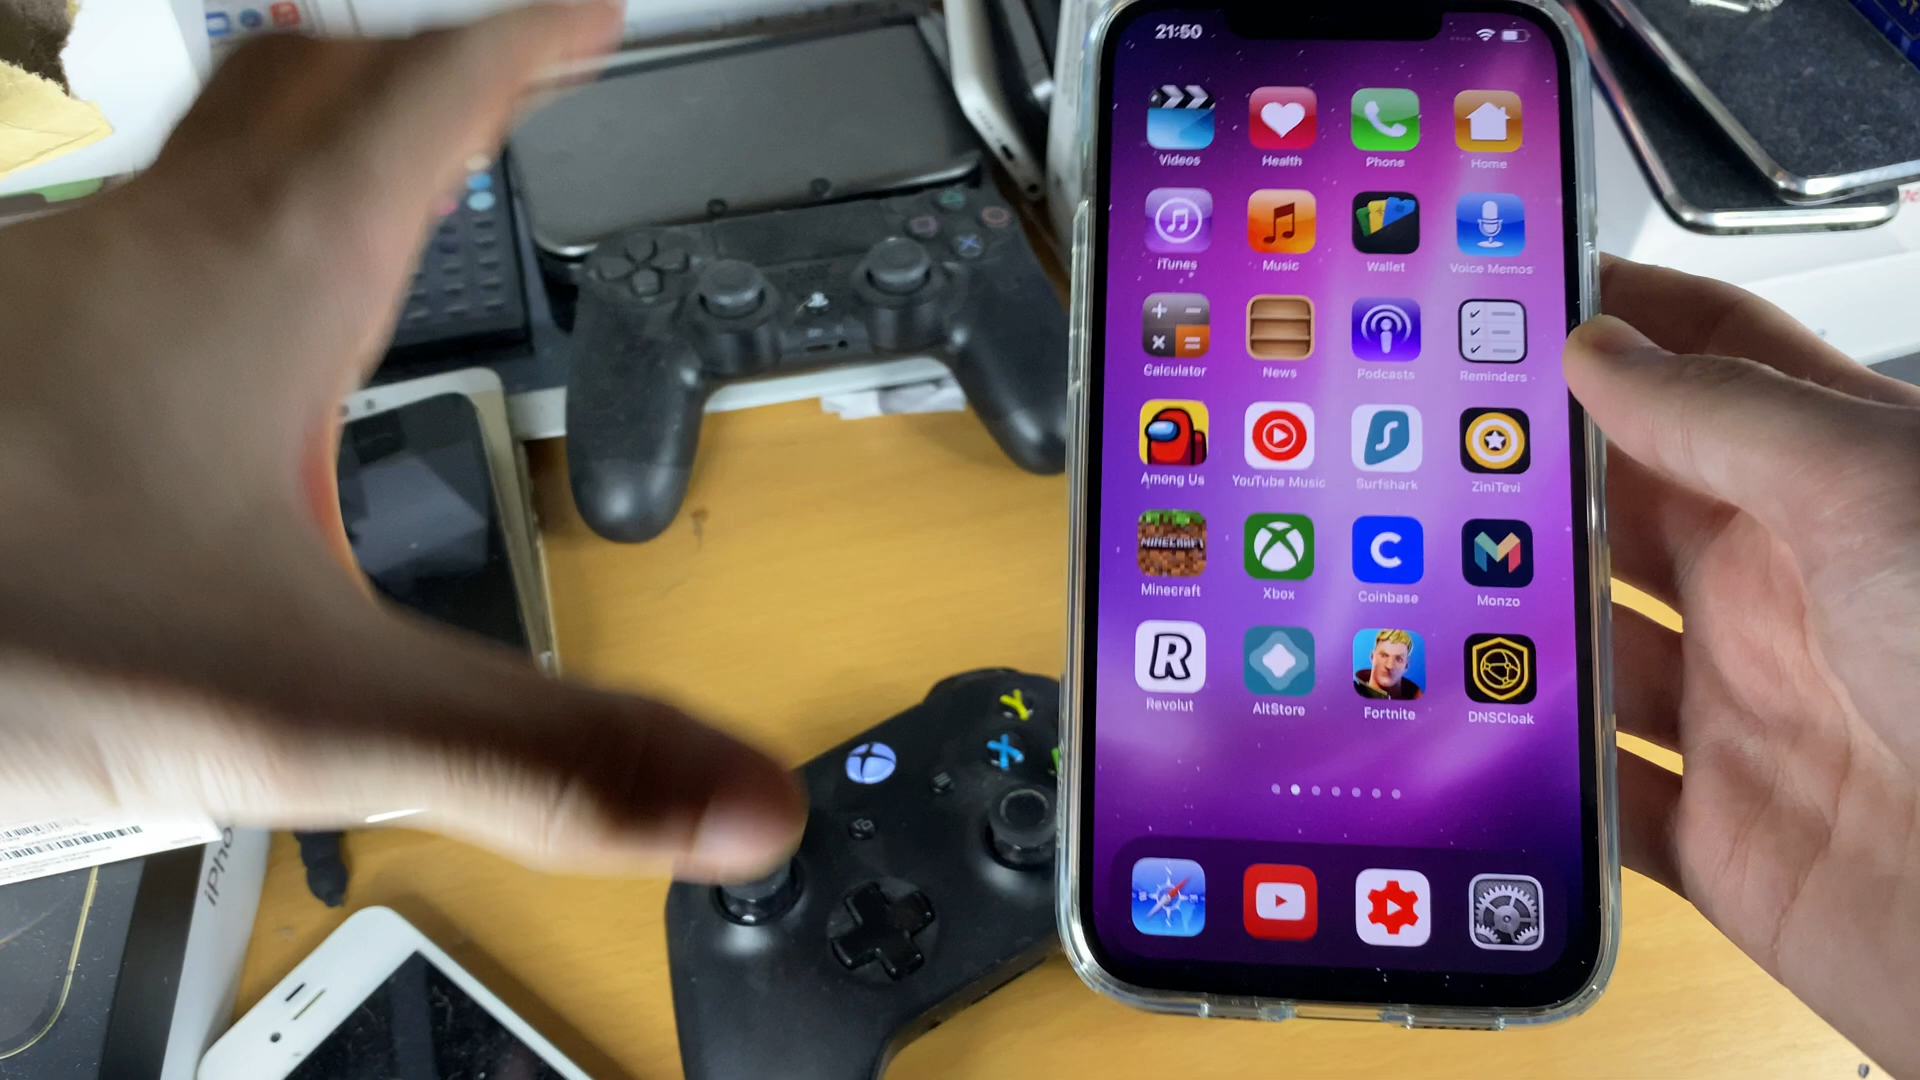 21:50
Videos
Health
Phone
Home
iTunes
Music
Wallet
Voice Memos
Calculator
News
Podcasts
Reminders
Among Us
YouTube Music
Surfshark
ZiniTevi
MINECRAFT
C
Minecraft
Xbox
Coinbase
Monzo
R
Revolut
AltStore
Fortnite
DNSCloak
Y
X